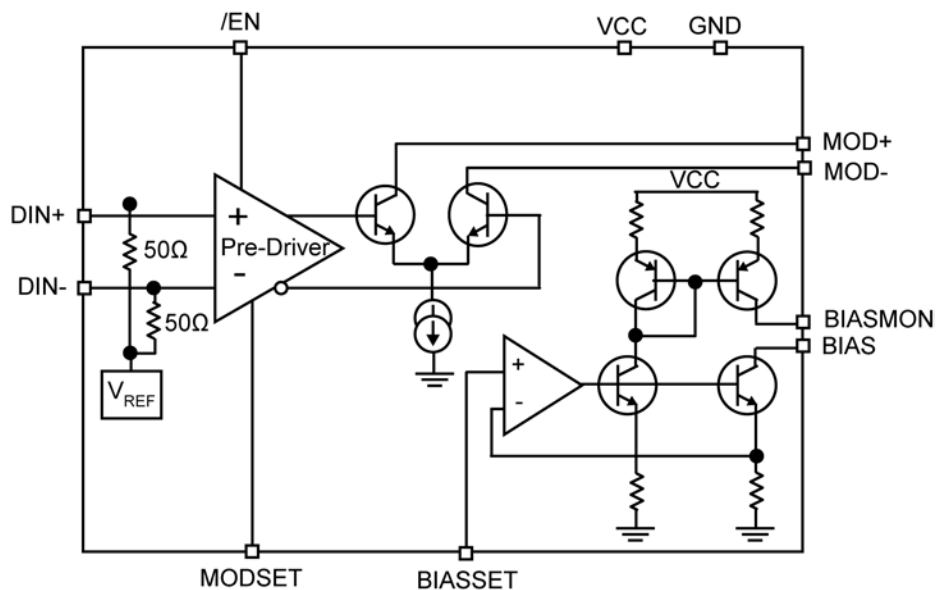 /EN
VCC
GND
MOD+
MOD-
VCC
DIN+
+
50Ω
Pre-Driver
DIN-
-
50Ω
BIASMON
BIAS
VREF
+
-
MODSET
BIASSET